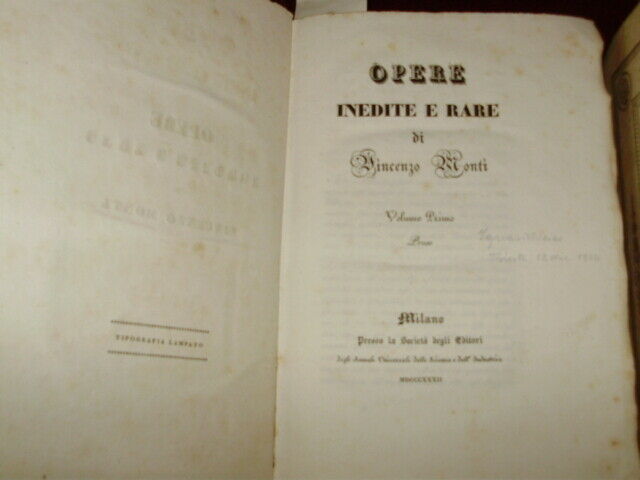 TIPOGRAFIA LAMPATO
OPERE
INEDITE E RARE
di
Vincenzo Monti
Volume Primo
Prose
Milano
Presso la Società degli Editori
degli Annali Universali delle Scienze e dell' Industria
MDCCCXXXII